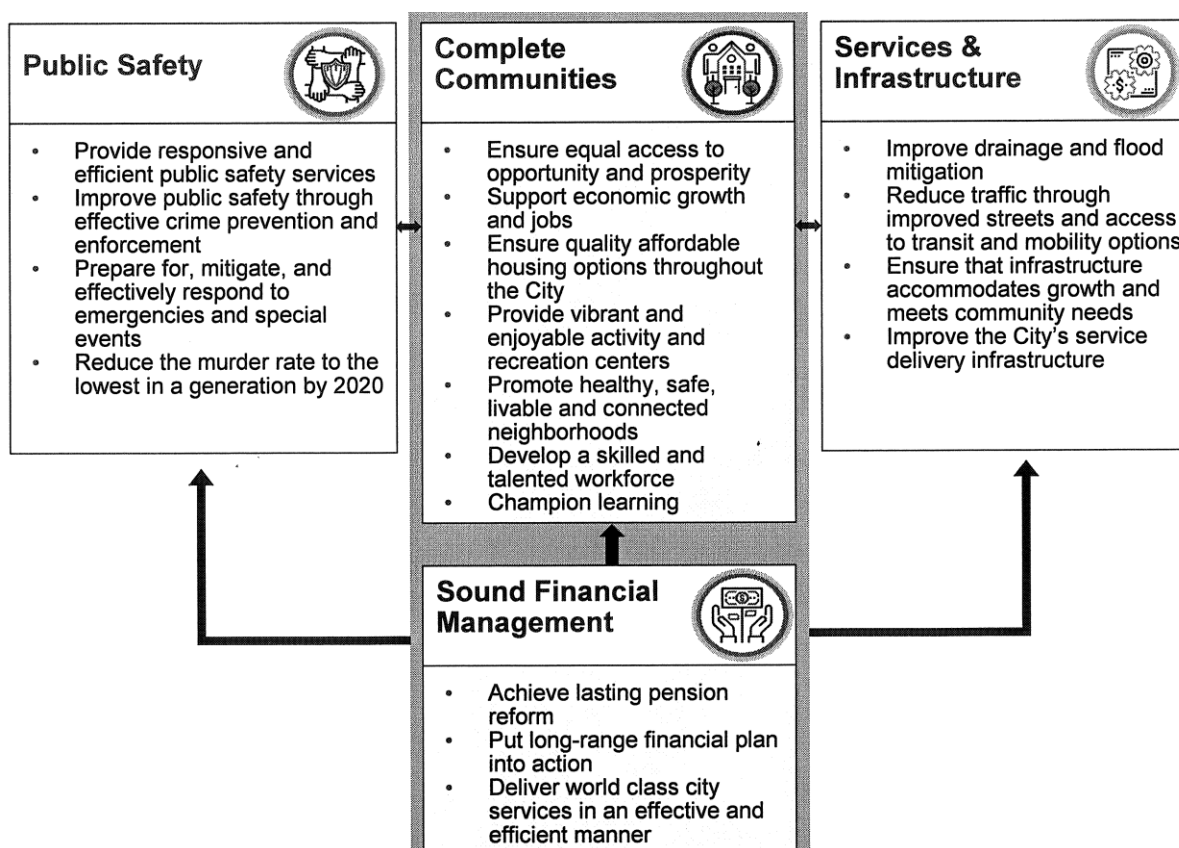 Public Safety
• Provide responsive and
efficient public safety services
• Improve public safety through
effective crime prevention and
enforcement
• Prepare for, mitigate, and
effectively respond to
emergencies and special
events
• Reduce the murder rate to the
lowest in a generation by 2020
Complete
Communities
• Ensure equal access to
opportunity and prosperity
• Support economic growth
and jobs
• Ensure quality affordable
housing options throughout
the City
• Provide vibrant and
enjoyable activity and
recreation centers
• Promote healthy, safe,
livable and connected
neighborhoods
• Develop a skilled and
talented workforce
• Champion learning
Services &
Infrastructure
$
• Improve drainage and flood
mitigation
• Reduce traffic through
improved streets and access
to transit and mobility options
• Ensure that infrastructure
accommodates growth and
meets community needs
• Improve the City's service
delivery infrastructure
Sound Financial
Management
$
• Achieve lasting pension
reform
• Put long-range financial plan
into action
• Deliver world class city
services in an effective and
efficient manner